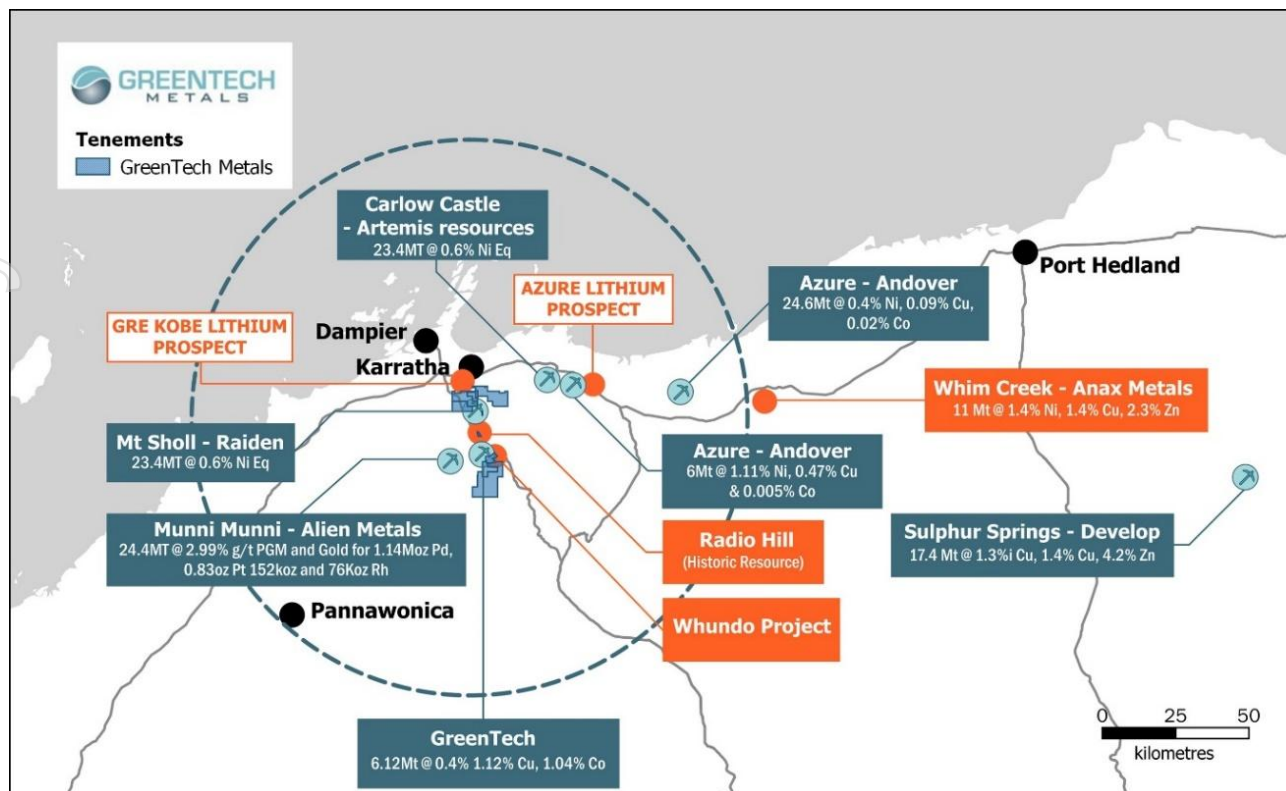 GREENTECH
METALS
Tenements
GreenTech Metals
Carlow Castle
- Artemis resources
23.4MT @ 0.6% Ni Eq
AZURE LITHIUM
PROSPECT
Azure - Andover
24.6Mt @ 0.4% Ni, 0.09% Cu,
0.02% Co
Port Hedland
GRE KOBE LITHIUM
PROSPECT
Dampier
Karratha
Whim Creek - Anax Metals
11 Mt @ 1.4% Ni, 1.4% Cu, 2.3% Zn
Mt Sholl - Raiden
23.4MT @ 0.6% Ni Eq
Azure - Andover
6Mt @ 1.11% Ni, 0.47% Cu
& 0.005% Co
Munni Munni - Alien Metals
24.4MT @ 2.99% g/t PGM and Gold for 1.14Moz Pd,
0.83oz Pt 152koz and 76Koz Rh
Radio Hill
(Historic Resource)
Sulphur Springs - Develop
17.4 Mt @ 1.3%i Cu, 1.4% Cu, 4.2% Zn
Pannawonica
Whundo Project
GreenTech
6.12Mt @ 0.4% 1.12% Cu, 1.04% Co
0 25 50
kilometres